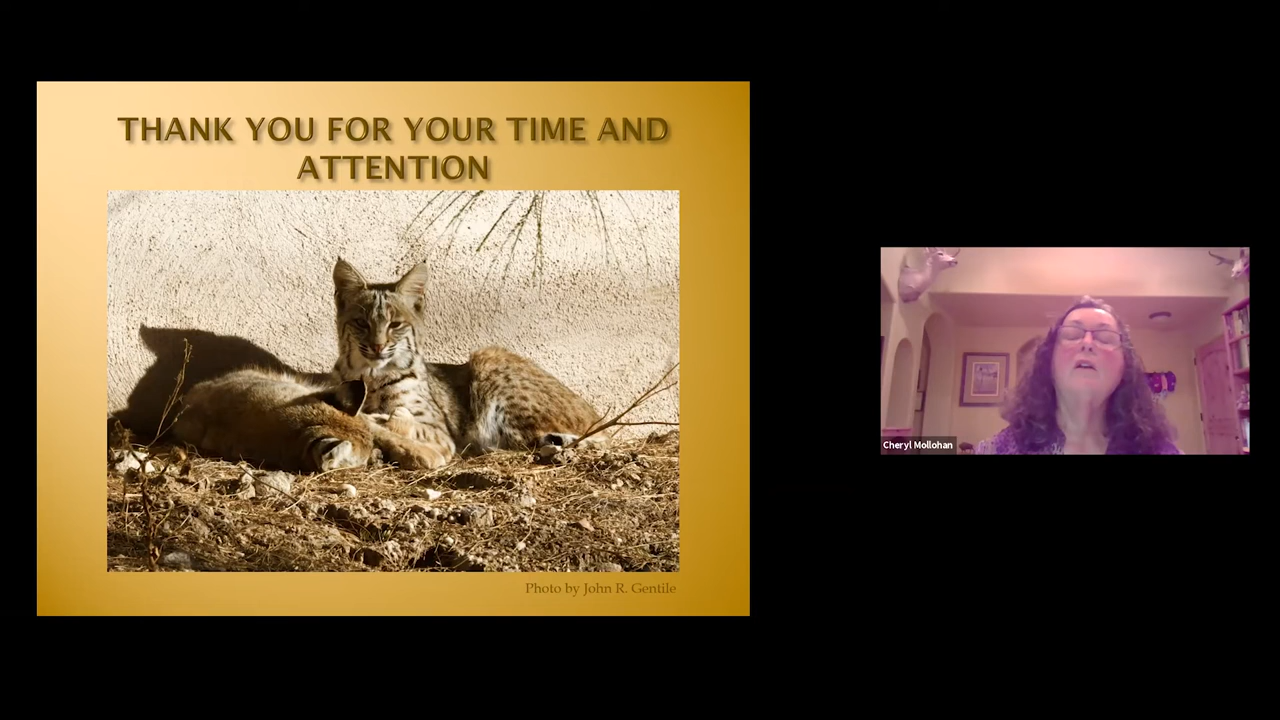 THANK YOU FOR YOUR TIME AND
ATTENTION
Photo by John R. Gentile
Cheryl Mollohan